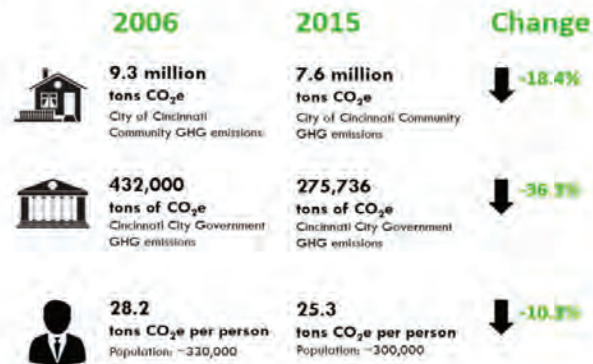 2006 2015 Change
9.3 million 7.6 million -18.4%
tons CO₂e tons CO₂e
City of Cincinnati City of Cincinnati Community
Community GHG emissions GHG emissions
432,000 275,736 -36.3%
tons of CO₂e tons of CO₂e
Cincinnati City Government Cincinnati City Government
GHG emissions GHG emissions
28.2 25.3 -10.3%
tons CO₂e per person tons CO₂e per person
Population: ~330,000 Population: ~300,000